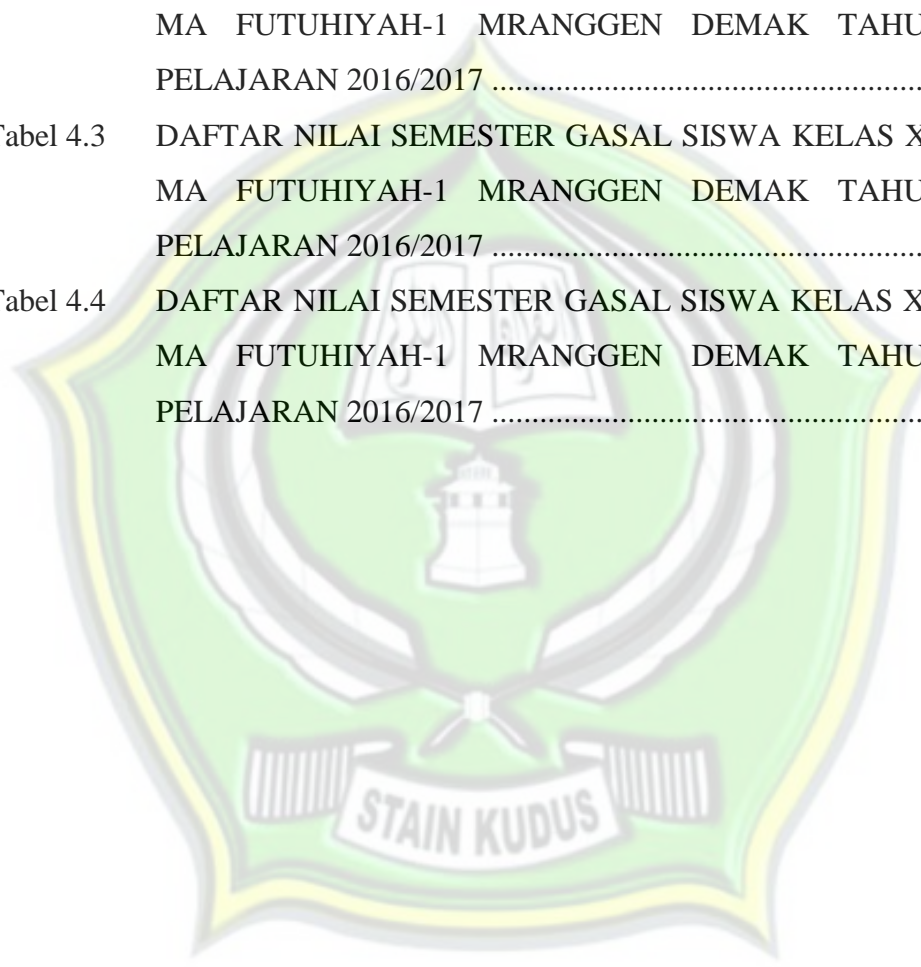 MA FUTUHIYAH-1 MRANGGEN DEMAK TAHU
PELAJARAN 2016/2017 ..........................................................
Tabel 4.3 DAFTAR NILAI SEMESTER GASAL SISWA KELAS X
MA FUTUHIYAH-1 MRANGGEN DEMAK TAHU
PELAJARAN 2016/2017 ..........................................................
Tabel 4.4 DAFTAR NILAI SEMESTER GASAL SISWA KELAS X
MA FUTUHIYAH-1 MRANGGEN DEMAK TAHU
PELAJARAN 2016/2017 ..........................................................
STAIN KUDUS